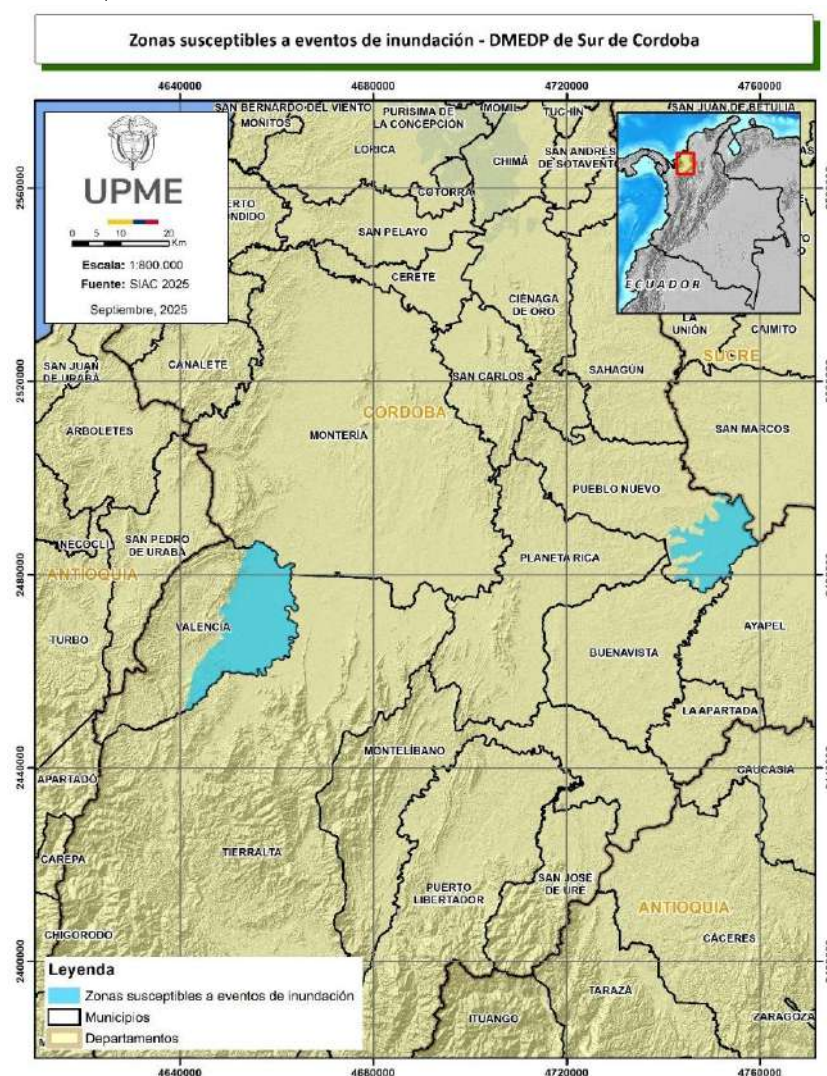 Zonas susceptibles a eventos de inundación - DMEDP de Sur de Cordoba
4640000
4680000
4720000
4760000
SAN BERNARDO DEL VIENTO
MOÑITOS
PURÍSIMA DE
LA CONCEPCIÓN
MOMIL
TUCHÍN
SAN JUAN DE BETULIA
LORICA
CHIMÁ
SAN ANDRÉS
DE SOTAVENTO
UPME
0 5 10 20
Km
Escala: 1:800.000
Fuente: SIAC 2025
Septiembre, 2025
2560000
COTORRA
SAN PELAYO
CERETE
CIÉNAGA
DE ORO
ECUADOR
LA
UNIÓN
CAIMITO
SUCRE
SAN JUAN
DE URABÁ
CANALETE
SAN CARLOS
SAHAGÚN
2520000
CORDOBA
ARBOLETES
MONTERÍA
SAN MARCOS
PUEBLO NUEVO
NECOCLÍ
SAN PEDRO
DE URABÁ
PLANETA RICA
2480000
ANTIOQUIA
TURBO
VALENCIA
BUENAVISTA
AYAPEL
LA APARTADA
MONTELÍBANO
2440000
APARTADÓ
CAUCASIA
CAREPA
TIERRALTA
PUERTO
LIBERTADOR
SAN JOSÉ
DE URÉ
ANTIOQUIA
CHIGORODO
CÁCERES
2400000
Leyenda
Zonas susceptibles a eventos de inundación
Municipios
Departamentos
TARAZÁ
ITUANGO
ZARAGOZA
4640000
4680000
4720000
4760000